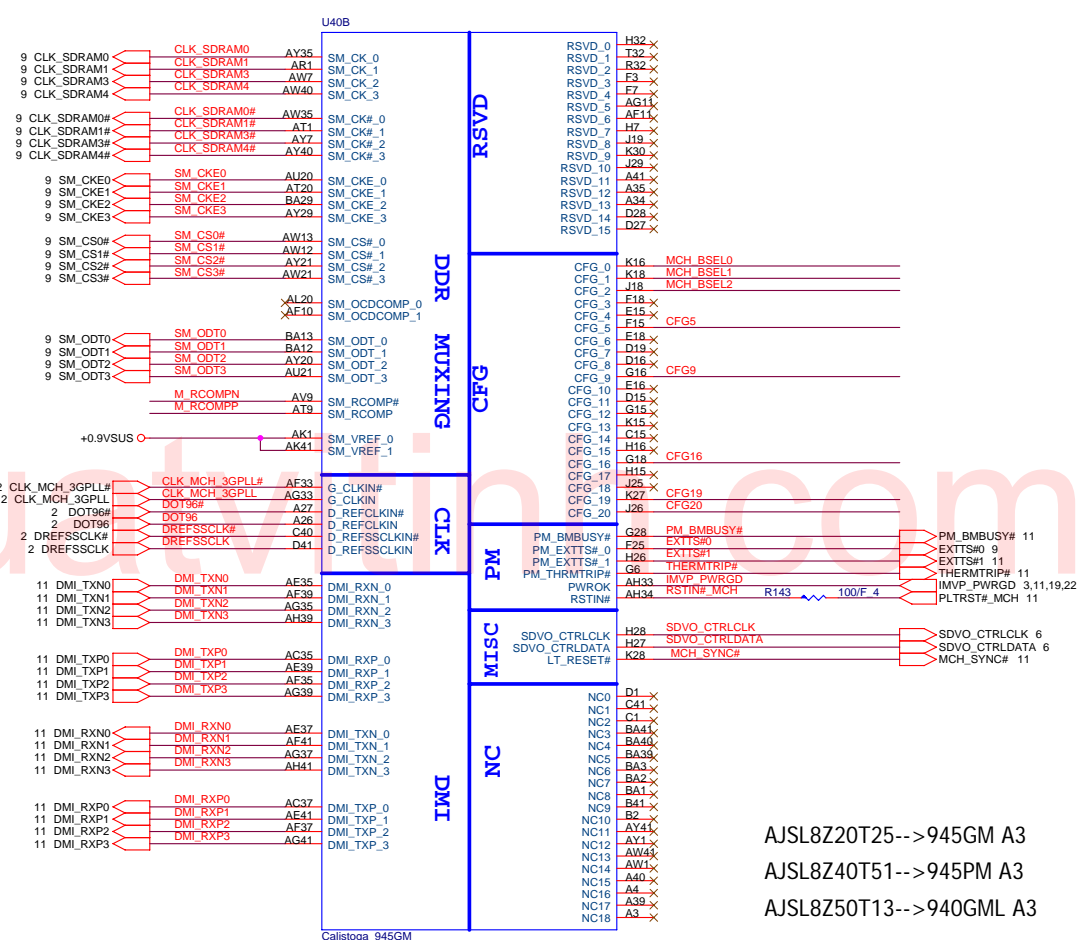 U40B
9 CLK_SDRAM0 CLK_SDRAM0 AY35 SM_CK_0
9 CLK_SDRAM1 CLK_SDRAM1 AR1 SM_CK_1
9 CLK_SDRAM3 CLK_SDRAM3 AW7 SM_CK_2
9 CLK_SDRAM4 CLK_SDRAM4 AW40 SM_CK_3
9 CLK_SDRAM0# CLK_SDRAM0# AW35 SM_CK#_0
9 CLK_SDRAM1# CLK_SDRAM1# AT1 SM_CK#_1
9 CLK_SDRAM3# CLK_SDRAM3# AY7 SM_CK#_2
9 CLK_SDRAM4# CLK_SDRAM4# AY40 SM_CK#_3
9 SM_CKE0 SM_CKE0 AU20 SM_CKE_0
9 SM_CKE1 SM_CKE1 AT20 SM_CKE_1
9 SM_CKE2 SM_CKE2 BA29 SM_CKE_2
9 SM_CKE3 SM_CKE3 AY29 SM_CKE_3
9 SM_CS0# SM_CS0# AW13 SM_CS#_0
9 SM_CS1# SM_CS1# AW12 SM_CS#_1
9 SM_CS2# SM_CS2# AY21 SM_CS#_2
9 SM_CS3# SM_CS3# AW21 SM_CS#_3
AL20 SM_OCDCOMP_0
AF10 SM_OCDCOMP_1
9 SM_ODT0 SM_ODT0 BA13 SM_ODT_0
9 SM_ODT1 SM_ODT1 BA12 SM_ODT_1
9 SM_ODT2 SM_ODT2 AY20 SM_ODT_2
9 SM_ODT3 SM_ODT3 AU21 SM_ODT_3
M_RCOMPN AV9 SM_RCOMP#
M_RCOMPP AT9 SM_RCOMP
+0.9VSUS AK1 SM_VREF_0
AK41 SM_VREF_1
DDR MUXING
2 CLK_MCH_3GPLL# CLK_MCH_3GPLL# AF33 G_CLKIN#
2 CLK_MCH_3GPLL CLK_MCH_3GPLL AG33 G_CLKIN
2 DOT96# DOT96# A27 D_REFCLKIN#
2 DOT96 DOT96 A26 D_REFCLKIN
2 DREFSSCLK# DREFSSCLK# C40 D_REFSSCLKIN#
2 DREFSSCLK DREFSSCLK D41 D_REFSSCLKIN
CLK
11 DMI_TXN0 DMI_TXN0 AE35 DMI_RXN_0
11 DMI_TXN1 DMI_TXN1 AF39 DMI_RXN_1
11 DMI_TXN2 DMI_TXN2 AG35 DMI_RXN_2
11 DMI_TXN3 DMI_TXN3 AH39 DMI_RXN_3
11 DMI_TXP0 DMI_TXP0 AC35 DMI_RXP_0
11 DMI_TXP1 DMI_TXP1 AE39 DMI_RXP_1
11 DMI_TXP2 DMI_TXP2 AF35 DMI_RXP_2
11 DMI_TXP3 DMI_TXP3 AG39 DMI_RXP_3
11 DMI_RXN0 DMI_RXN0 AE37 DMI_TXN_0
11 DMI_RXN1 DMI_RXN1 AF41 DMI_TXN_1
11 DMI_RXN2 DMI_RXN2 AG37 DMI_TXN_2
11 DMI_RXN3 DMI_RXN3 AH41 DMI_TXN_3
11 DMI_RXP0 DMI_RXP0 AC37 DMI_TXP_0
11 DMI_RXP1 DMI_RXP1 AE41 DMI_TXP_1
11 DMI_RXP2 DMI_RXP2 AF37 DMI_TXP_2
11 DMI_RXP3 DMI_RXP3 AG41 DMI_TXP_3
DMI
Calistoga_945GM
RSVD
RSVD_0 H32
RSVD_1 T32
RSVD_2 R32
RSVD_3 F3
RSVD_4 F7
RSVD_5 AG11
RSVD_6 AF11
RSVD_7 H7
RSVD_8 J19
RSVD_9 K30
RSVD_10 J29
RSVD_11 A41
RSVD_12 A35
RSVD_13 A34
RSVD_14 D28
RSVD_15 D27
CFG
CFG_0 K16 MCH_BSEL0
CFG_1 K18 MCH_BSEL1
CFG_2 J18 MCH_BSEL2
CFG_3 F18
CFG_4 E15
CFG_5 F15 CFG5
CFG_6 E18
CFG_7 D19
CFG_8 D16
CFG_9 G16 CFG9
CFG_10 E16
CFG_11 D15
CFG_12 G15
CFG_13 K15
CFG_14 C15
CFG_15 H16
CFG_16 G18 CFG16
CFG_17 H15
CFG_18 J25
CFG_19 K27 CFG19
CFG_20 J26 CFG20
PM
PM_BMBUSY# G28 PM_BMBUSY# PM_BMBUSY# 11
PM_EXTTS#_0 F25 EXTTS#0 EXTTS#0 9
PM_EXTTS#_1 H26 EXTTS#1 EXTTS#1 11
PM_THRMTRIP# G6 THERMTRIP# THERMTRIP# 11
PWROK AH33 IMVP_PWRGD 3,11,19,22
RSTIN# AH34 RSTIN#_MCH R143 100/F_4 PLTRST#_MCH 11
MISC
SDVO_CTRLCLK H28 SDVO_CTRLCLK SDVO_CTRLCLK 6
SDVO_CTRLDATA H27 SDVO_CTRLDATA SDVO_CTRLDATA 6
LT_RESET# K28 MCH_SYNC# MCH_SYNC# 11
NC
NC0 D1
NC1 C41
NC2 C1
NC3 BA41
NC4 BA40
NC5 BA39
NC6 BA3
NC7 BA2
NC8 BA1
NC9 B41
NC10 B2
NC11 AY41
NC12 AY1
NC13 AW41
NC14 AW1
NC15 A40
NC16 A4
NC17 A39
NC18 A3
AJSL8Z20T25-->945GM A3
AJSL8Z40T51-->945PM A3
AJSL8Z50T13-->940GML A3